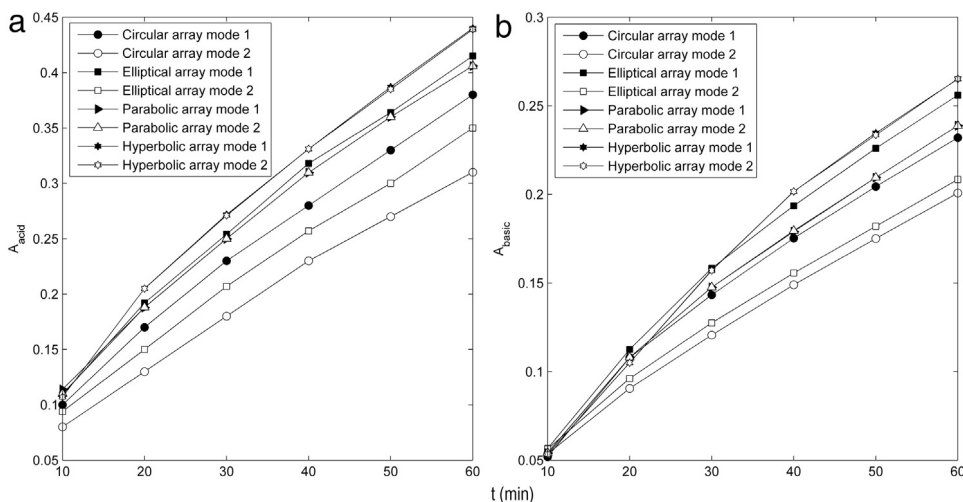 a
0.45
0.4
0.35
0.3
0.25
0.2
0.15
0.1
0.05
A acid
10 20 30 40 50 60
Circular array mode 1
Circular array mode 2
Elliptical array mode 1
Elliptical array mode 2
Parabolic array mode 1
Parabolic array mode 2
Hyperbolic array mode 1
Hyperbolic array mode 2
b
0.3
0.25
0.2
0.15
0.1
0.05
A basic
10 20 30 40 50 60
Circular array mode 1
Circular array mode 2
Elliptical array mode 1
Elliptical array mode 2
Parabolic array mode 1
Parabolic array mode 2
Hyperbolic array mode 1
Hyperbolic array mode 2
t (min)